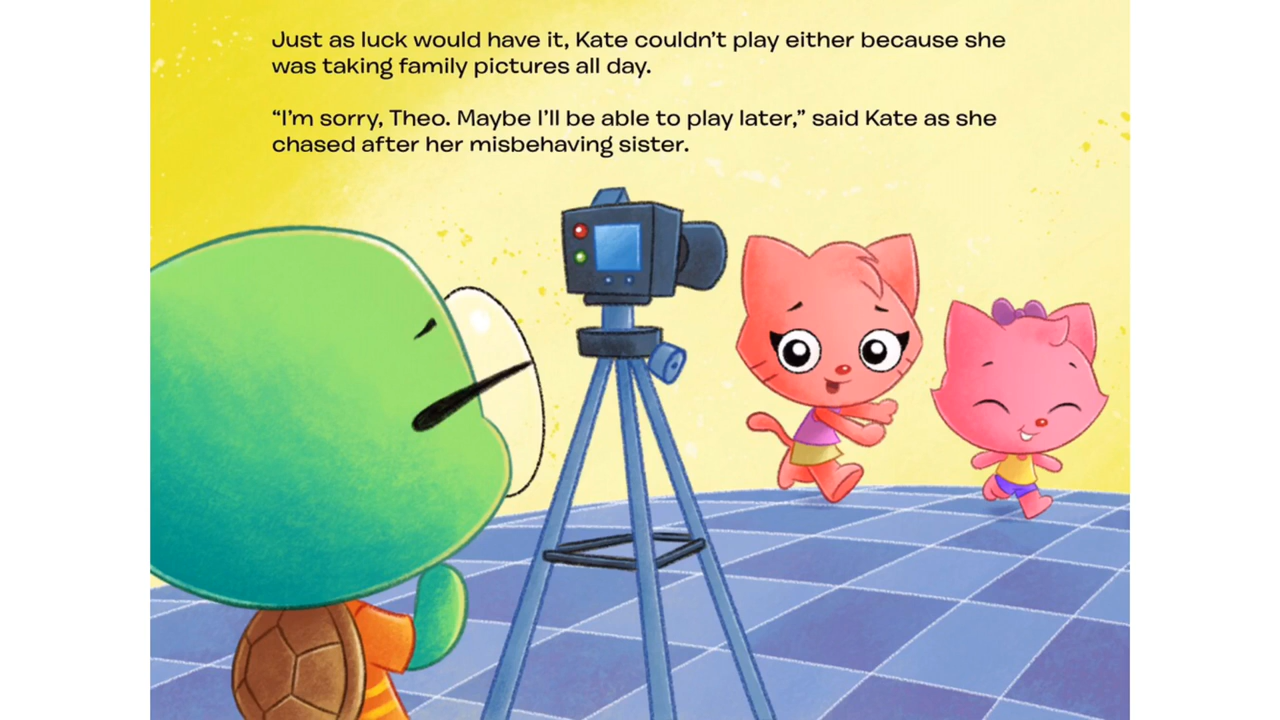 Just as luck would have it, Kate couldn’t play either because she
was taking family pictures all day.
“I’m sorry, Theo. Maybe I’ll be able to play later,” said Kate as she
chased after her misbehaving sister.